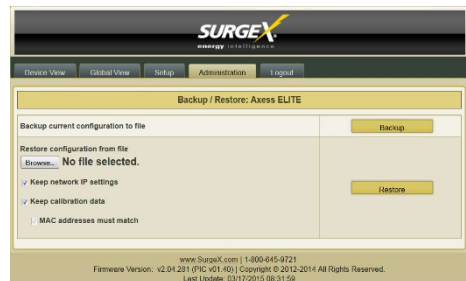 SURGEX
energy intelligence
Device View Global View Setup Administration Logout
Backup / Restore: Axess ELITE
Backup current configuration to file
Backup
Restore configuration from file
Browse... No file selected.
Keep network IP settings
Restore
Keep calibration data
MAC addresses must match
www.SurgeX.com | 1-800-645-9721
Firmware Version: v2.04.281 (PIC v01.40) | Copyright © 2012-2014 All Rights Reserved.
Last Update: 03/17/2015 08:31:59